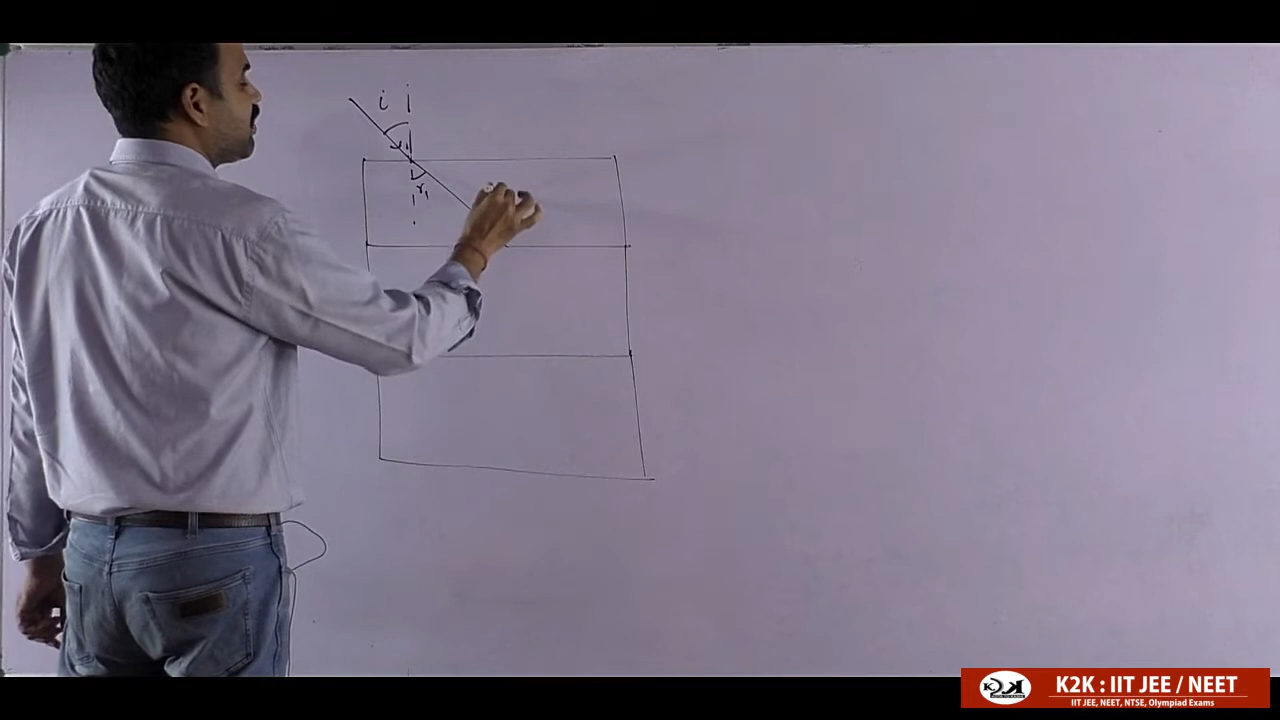 i
r₁
K2K : IIT JEE / NEET
IIT JEE, NEET, NTSE, Olympiad Exams